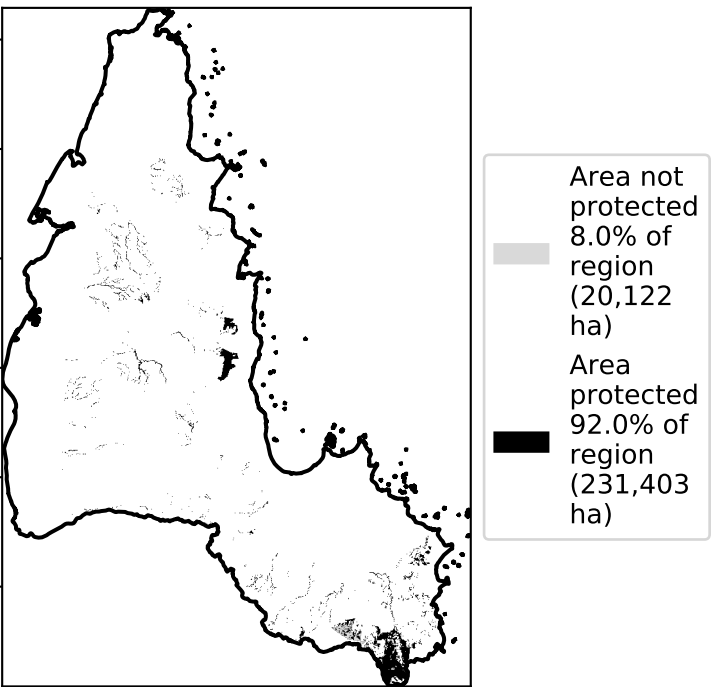 Area not
protected
8.0% of
region
(20,122
ha)
Area
protected
92.0% of
region
(231,403
ha)